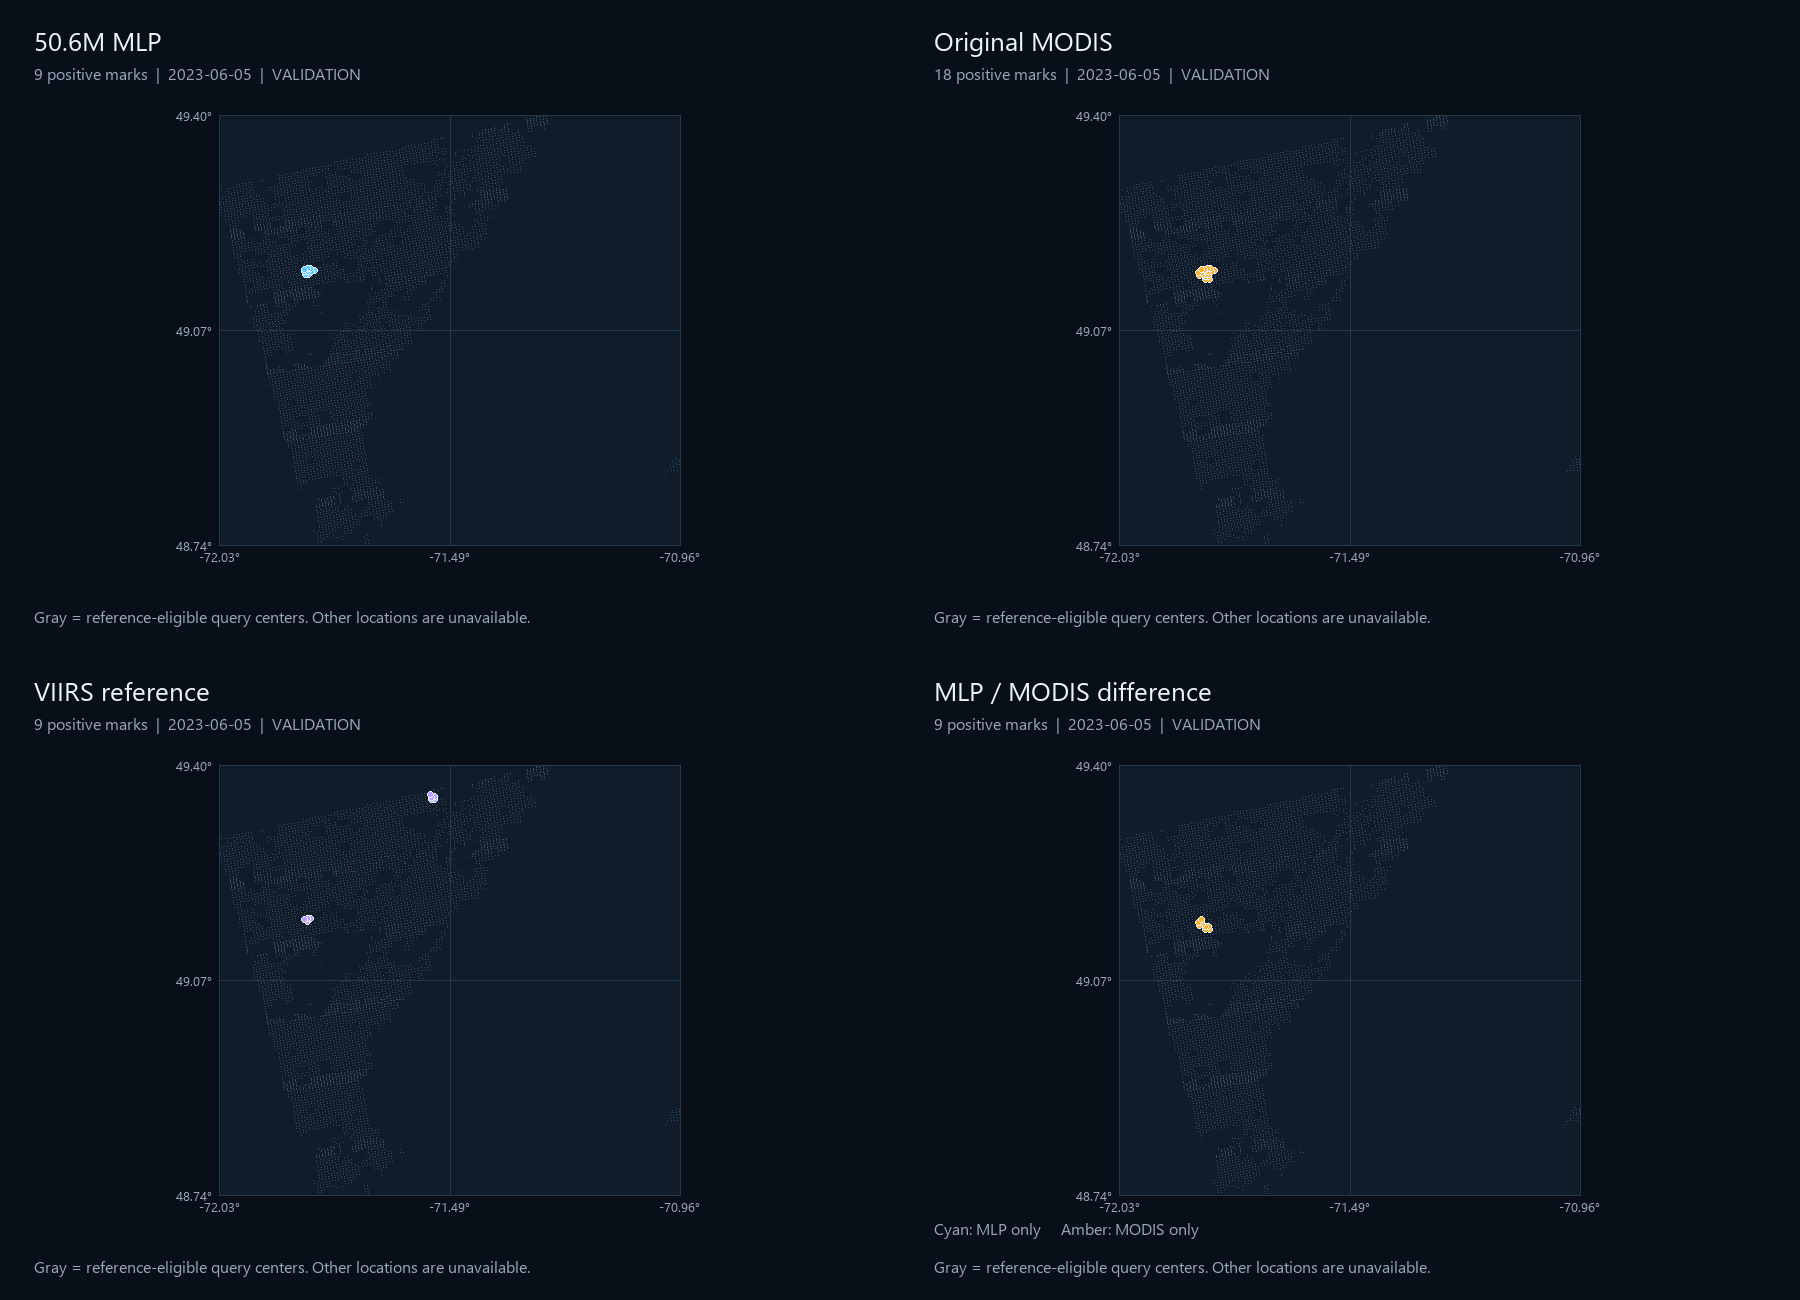 50.6M MLP
9 positive marks | 2023-06-05 | VALIDATION
49.40°
49.07°
48.74°
-72.03°
-71.49°
-70.96°
Gray = reference-eligible query centers. Other locations are unavailable.
Original MODIS
18 positive marks | 2023-06-05 | VALIDATION
49.40°
49.07°
48.74°
-72.03°
-71.49°
-70.96°
Gray = reference-eligible query centers. Other locations are unavailable.
VIIRS reference
9 positive marks | 2023-06-05 | VALIDATION
49.40°
49.07°
48.74°
-72.03°
-71.49°
-70.96°
Gray = reference-eligible query centers. Other locations are unavailable.
MLP / MODIS difference
9 positive marks | 2023-06-05 | VALIDATION
49.40°
49.07°
48.74°
-72.03°
-71.49°
-70.96°
Cyan: MLP only Amber: MODIS only
Gray = reference-eligible query centers. Other locations are unavailable.